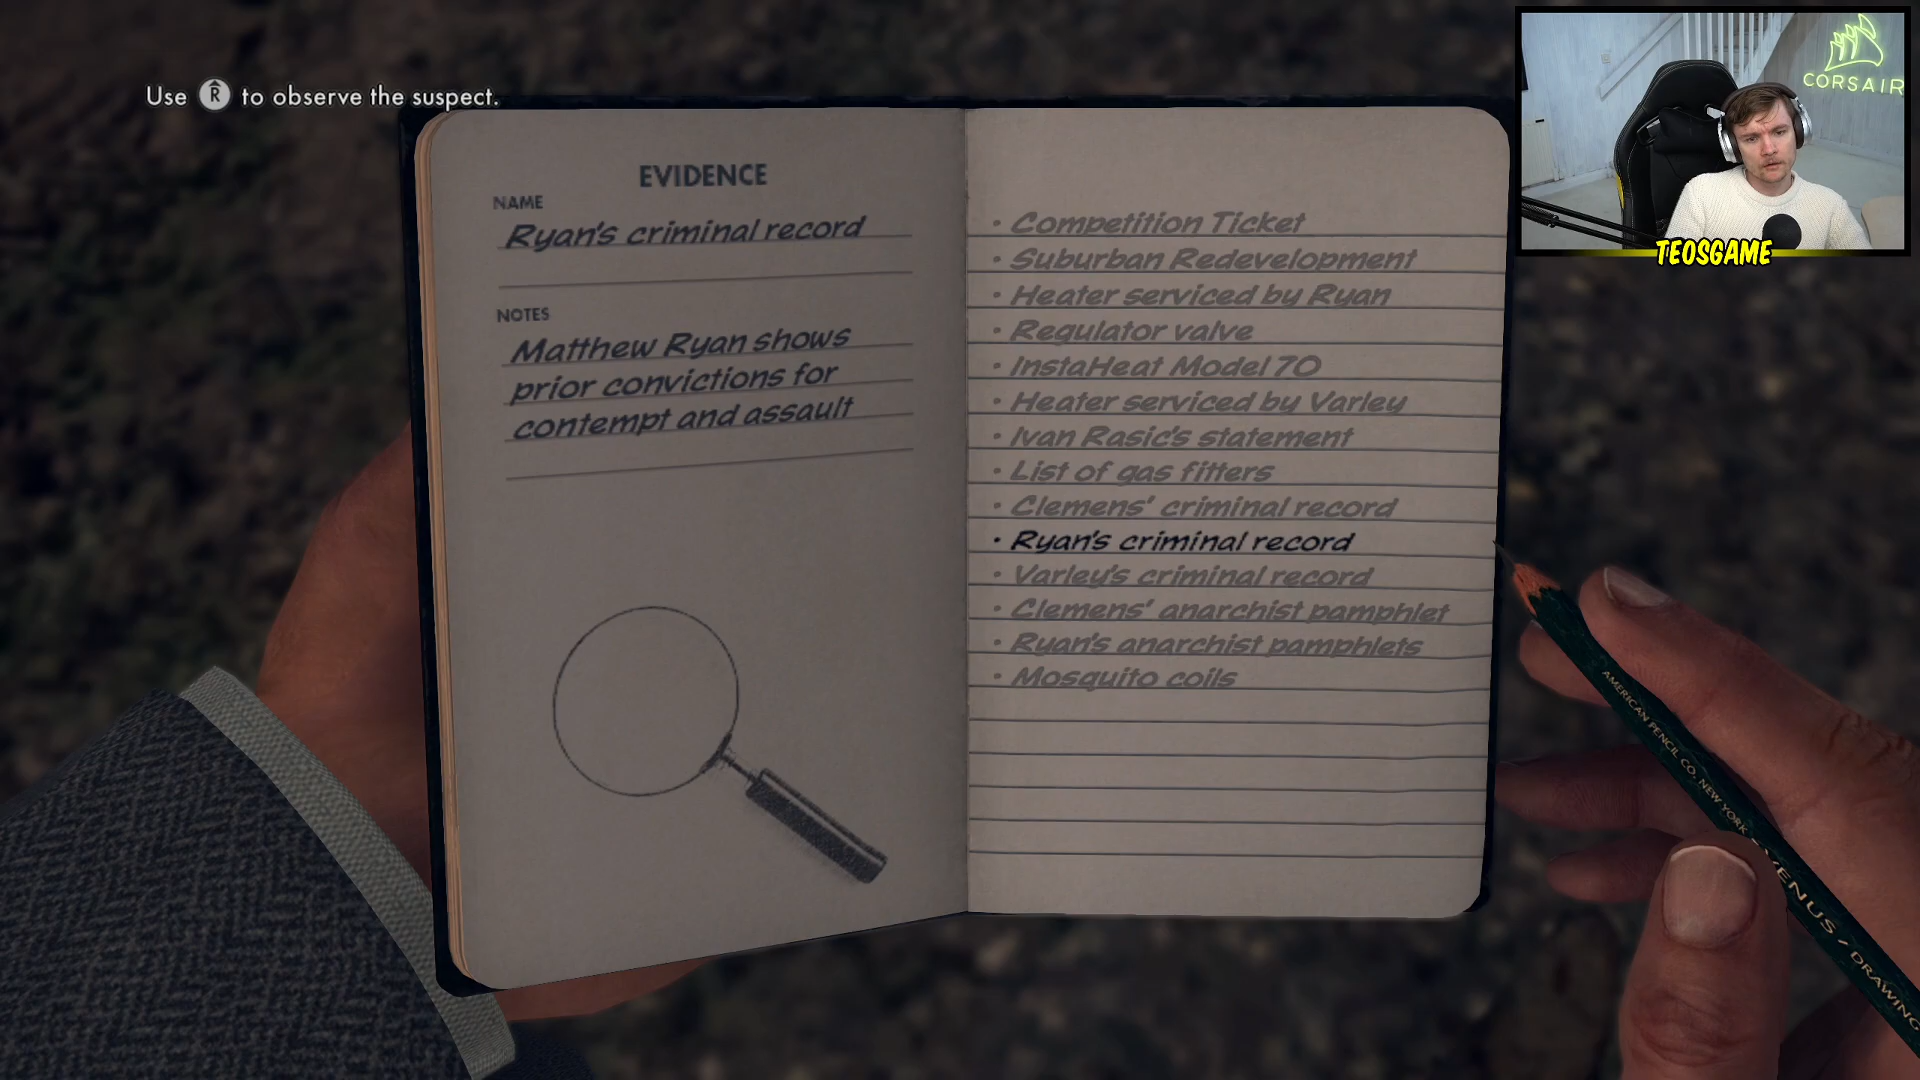 Use R to observe the suspect.
EVIDENCE
NAME
Ryan's criminal record
NOTES
Matthew Ryan shows
prior convictions for
contempt and assault
• Competition Ticket
• Suburban Redevelopment
• Heater serviced by Ryan
• Regulator valve
• InstaHeat Model 70
• Heater serviced by Varley
• Ivan Rasic's statement
• List of gas fitters
• Clemens' criminal record
• Ryan's criminal record
• Varley's criminal record
• Clemens' anarchist pamphlet
• Ryan's anarchist pamphlets
• Mosquito coils
AMERICAN PENCIL CO. NEW YORK VENUS / DRAWING
CORSAIR
TEOSGAME